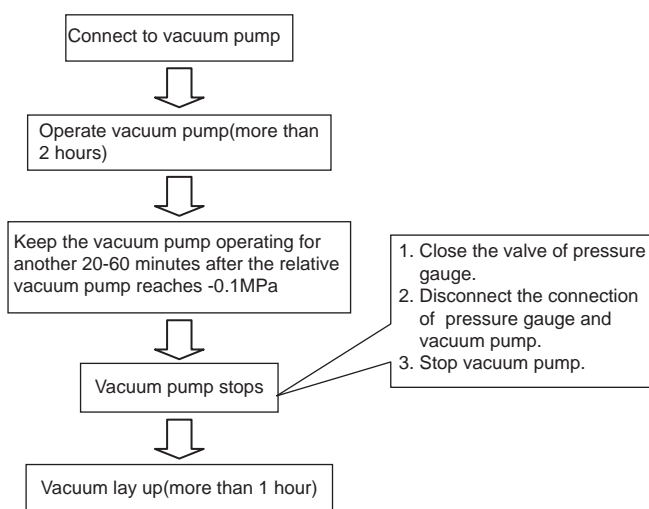 Connect to vacuum pump
Operate vacuum pump(more than
2 hours)
Keep the vacuum pump operating for
another 20-60 minutes after the relative
vacuum pump reaches -0.1MPa
1. Close the valve of pressure
gauge.
2. Disconnect the connection
of pressure gauge and
vacuum pump.
3. Stop vacuum pump.
Vacuum pump stops
Vacuum lay up(more than 1 hour)